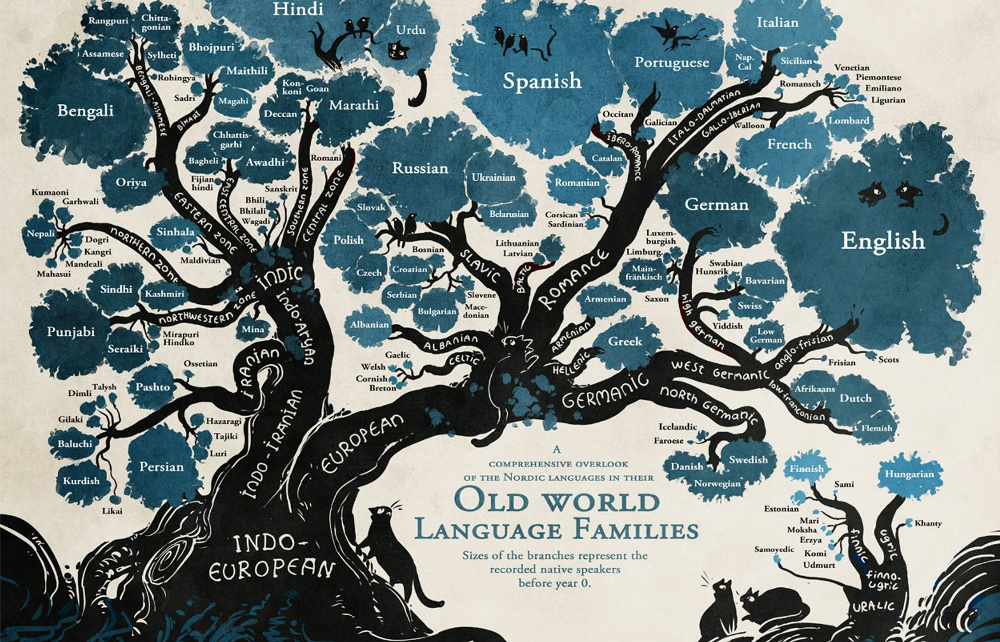 Hindi
Urdu
Rangpuri
Chitta-
gonian
Assamese
Sylheti
Bhojpuri
Maithili
Rohingya
Sadri
Magahi
Bengali
BENGALI-ASSAMESE
BIHARI
Kon-
koni
Goan
Deccan
Marathi
Chhattis-
garhi
Bagheli
Awadhi
Fijian
hindi
Oriya
Romani
Sanskrit
Bhili
Bhilali
Wagadi
EASTERN ZONE
EAST CENTRAL ZONE
SOUTHERN ZONE
CENTRAL ZONE
Kumaoni
Garhwali
Nepali
Dogri
Kangri
Mandeali
Mahasui
NORTHERN ZONE
Sinhala
Maldivian
Sindhi
Kashmiri
NORTHWESTERN ZONE
Punjabi
Mirapuri
Hindko
Seraiki
Mina
INDIC
INDO-ARYAN
IRANIAN
Ossetian
Pashto
Talysh
Dimli
Gilaki
Baluchi
Kurdish
Likai
Persian
Hazaragi
Tajiki
Luri
INDO-IRANIAN
EUROPEAN
INDO-
EUROPEAN
Spanish
Portuguese
Italian
Nap.
Cal
Sicilian
Romansch
Venetian
Piemontese
Emiliano
Ligurian
Lombard
Walloon
French
Occitan
Galician
Catalan
IBERO-ROMANCE
ITALO-DALMATIAN
GALLO-IBERIAN
Romanian
Corsican
Sardinian
ROMANCE
Russian
Ukrainian
Belarusian
Slovak
Polish
Czech
Bosnian
Croatian
Serbian
Bulgarian
Slovene
Mace-
donian
SLAVIC
Lithuanian
Latvian
BALTIC
Albanian
ALBANIAN
Gaelic
Welsh
Cornish
Breton
CELTIC
Armenian
ARMENIAN
Greek
HELLENIC
GERMANIC
WEST GERMANIC
NORTH GERMANIC
German
Luxem-
burgish
Limburg.
Main-
fränkisch
Saxon
Swabian
Hunsrik
Bavarian
Swiss
Yiddish
Low
German
HIGH GERMAN
English
ANGLO-FRISIAN
Frisian
Scots
Afrikaans
Dutch
Flemish
LOW FRANCONIAN
Icelandic
Faroese
Danish
Swedish
Norwegian
A
COMPREHENSIVE OVERLOOK
OF THE NORDIC LANGUAGES IN THEIR
OLD WORLD
LANGUAGE FAMILIES
Sizes of the branches represent the
recorded native speakers
before year 0.
Finnish
Hungarian
Sami
Estonian
Mari
Moksha
Erzya
Komi
Udmurt
Samoyedic
Khanty
FINNIC
UGRIC
FINNO-
UGRIC
URALIC